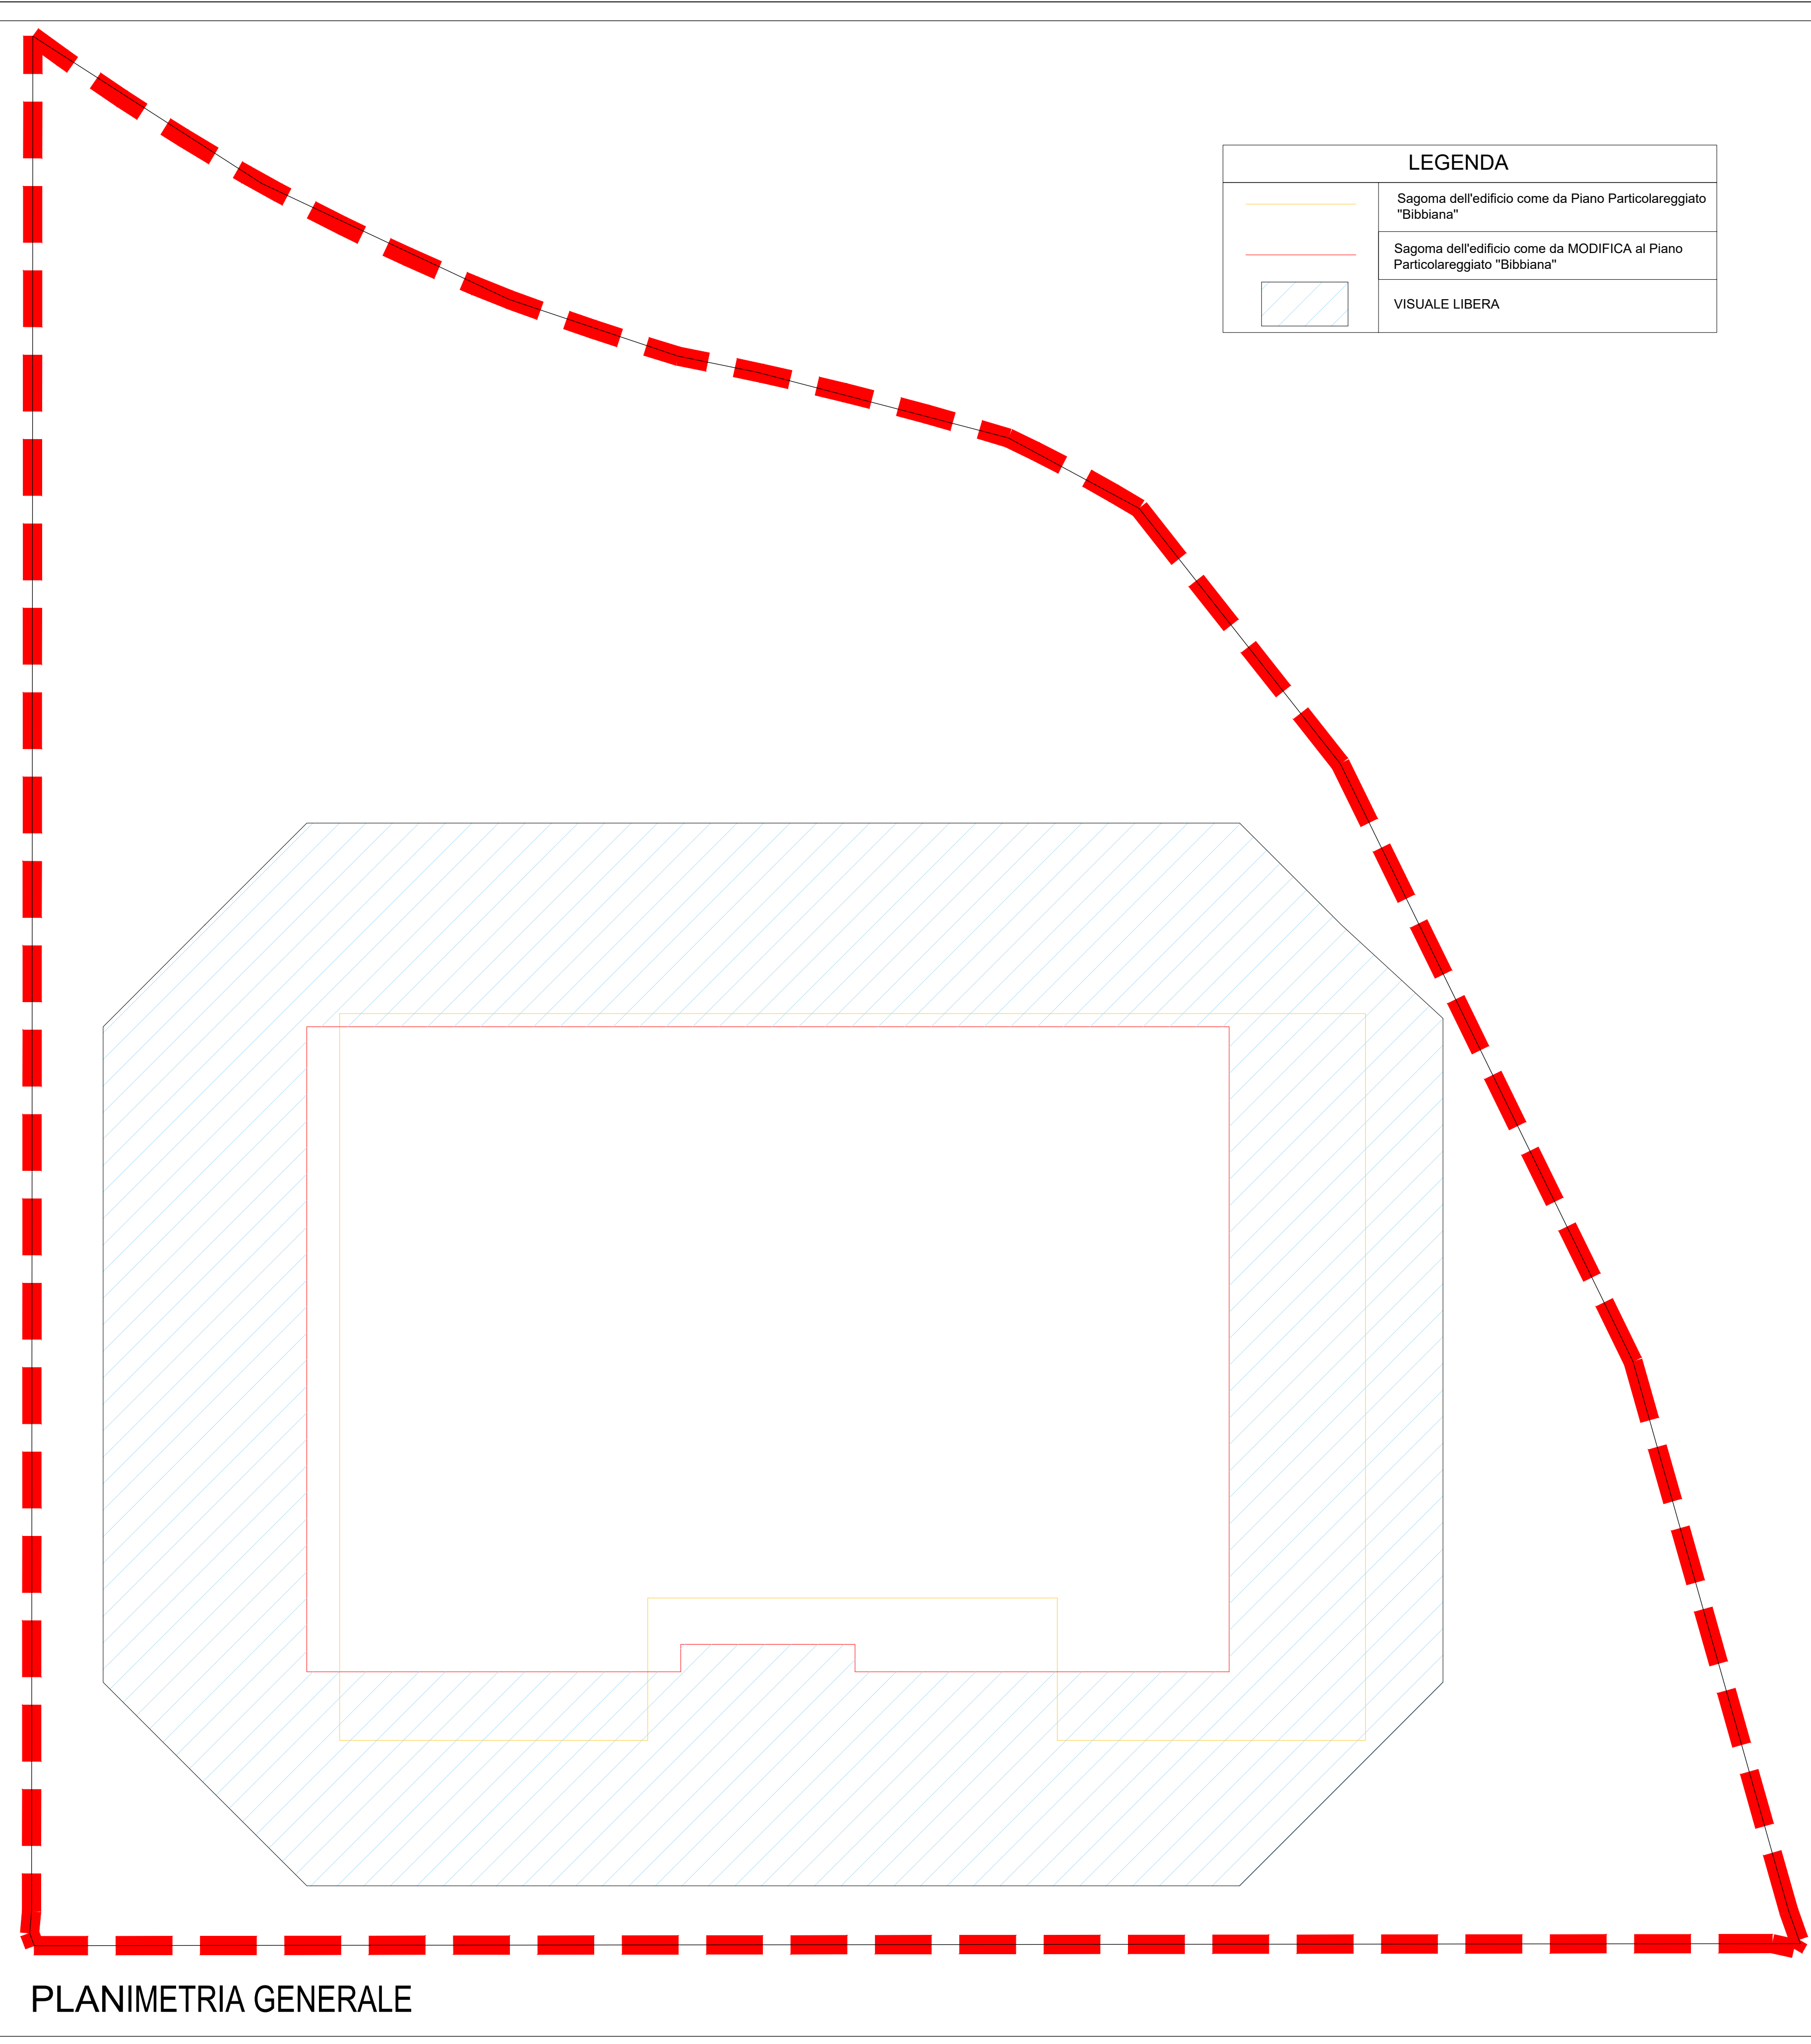 LEGENDA
Sagoma dell'edificio come da Piano Particolareggiato
"Bibbiana"
Sagoma dell'edificio come da MODIFICA al Piano
Particolareggiato "Bibbiana"
VISUALE LIBERA
PLANIMETRIA GENERALE